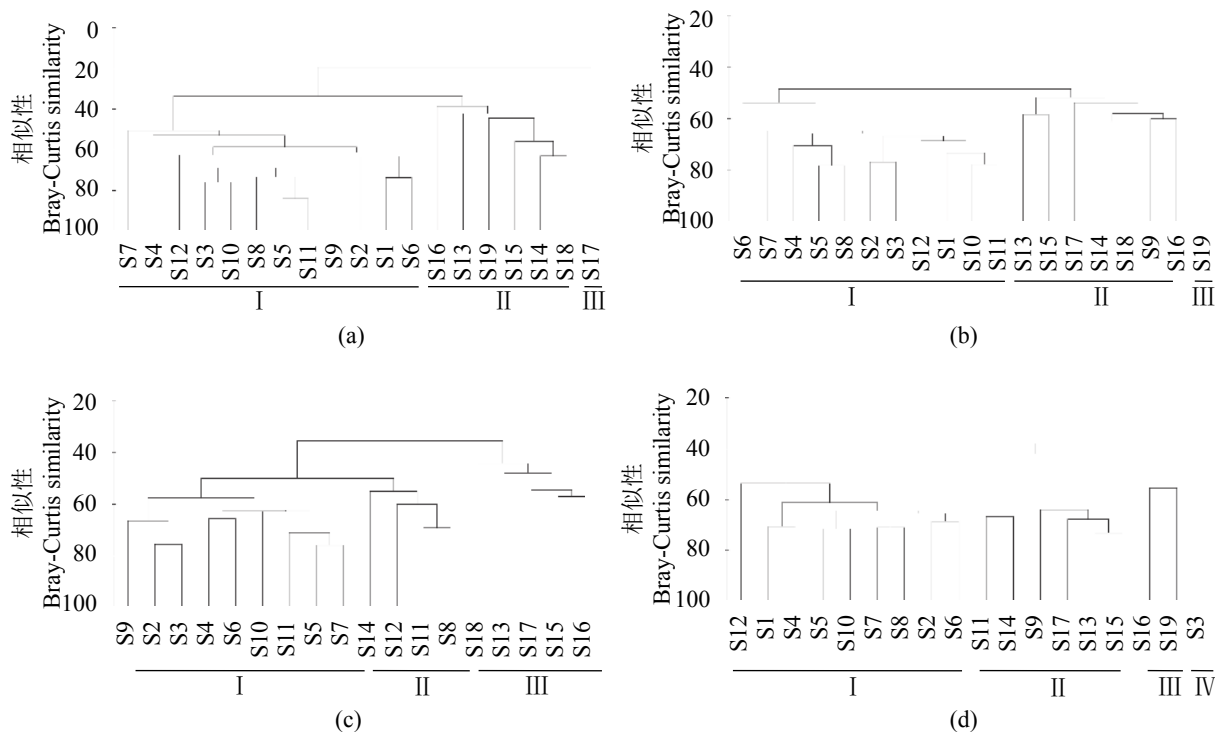 0
20
40
60
80
100
相似性
Bray-Curtis similarity
S7 S4 S12 S3 S10 S8 S5 S11 S9 S2 S1 S6 S16 S13 S19 S15 S14 S18 S17
I II III
(a)
20
40
60
80
100
相似性
Bray-Curtis similarity
S6 S7 S4 S5 S8 S2 S3 S12 S1 S10 S11 S13 S15 S17 S14 S18 S9 S16 S19
I II III
(b)
20
40
60
80
100
相似性
Bray-Curtis similarity
S9 S2 S3 S4 S6 S10 S11 S5 S7 S14 S12 S11 S8 S18 S13 S17 S15 S16
I II III
(c)
20
40
60
80
100
相似性
Bray-Curtis similarity
S12 S1 S4 S5 S10 S7 S8 S2 S6 S11 S14 S9 S17 S13 S15 S16 S19 S3
I II III IV
(d)